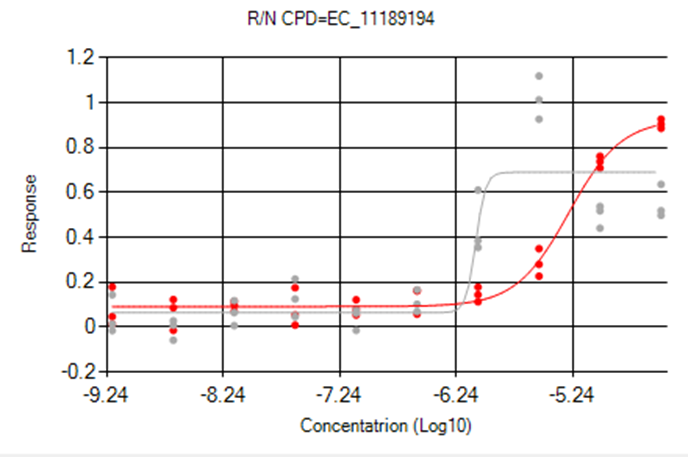 R/N CPD=EC_11189194
1.2
1
0.8
0.6
0.4
0.2
0
-0.2
Response
-9.24 -8.24 -7.24 -6.24 -5.24
Concentatrion (Log10)